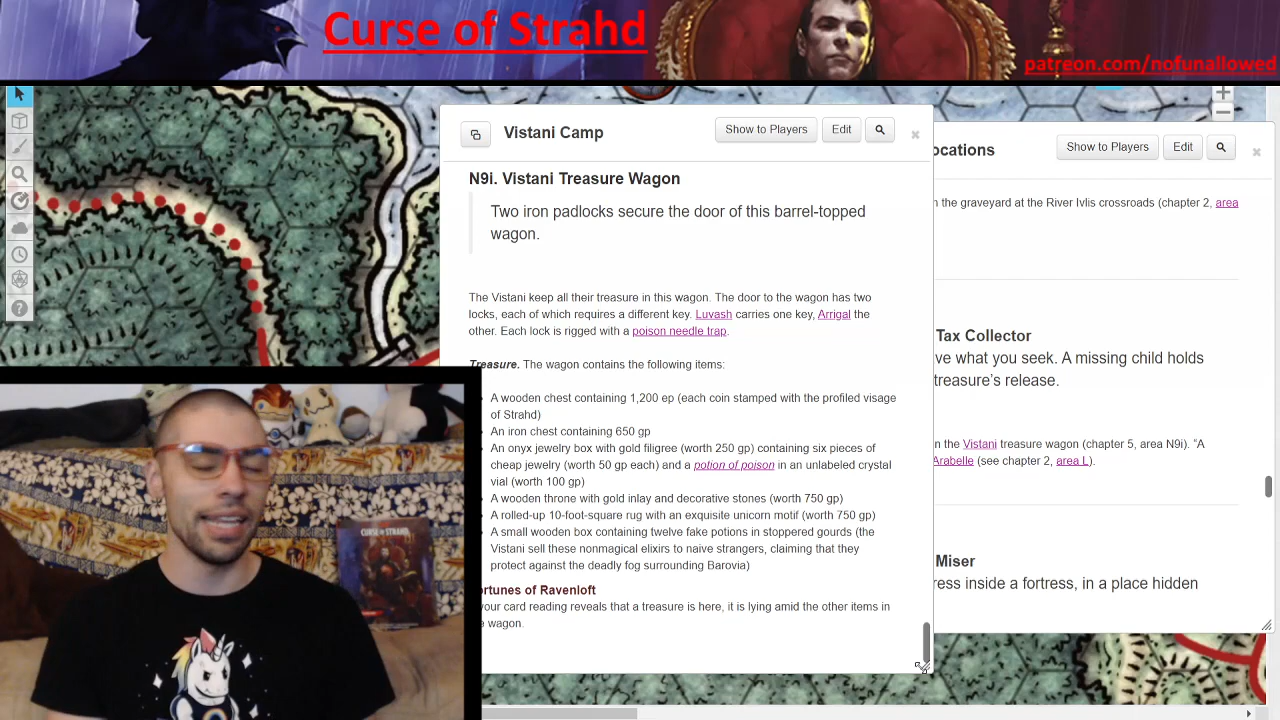 Curse of Strahd
patreon.com/nofunallowed
Vistani Camp
Show to Players
Edit
N9i. Vistani Treasure Wagon
Two iron padlocks secure the door of this barrel-topped
wagon.
The Vistani keep all their treasure in this wagon. The door to the wagon has two
locks, each of which requires a different key. Luvash carries one key, Arrigal the
other. Each lock is rigged with a poison needle trap.
Treasure. The wagon contains the following items:
A wooden chest containing 1,200 ep (each coin stamped with the profiled visage
of Strahd)
An iron chest containing 650 gp
An onyx jewelry box with gold filigree (worth 250 gp) containing six pieces of
cheap jewelry (worth 50 gp each) and a potion of poison in an unlabeled crystal
vial (worth 100 gp)
A wooden throne with gold inlay and decorative stones (worth 750 gp)
A rolled-up 10-foot-square rug with an exquisite unicorn motif (worth 750 gp)
A small wooden box containing twelve fake potions in stoppered gourds (the
Vistani sell these nonmagical elixirs to naive strangers, claiming that they
protect against the deadly fog surrounding Barovia)
ortunes of Ravenloft
your card reading reveals that a treasure is here, it is lying amid the other items in
e wagon.
ocations
Show to Players
Edit
n the graveyard at the River Ivlis crossroads (chapter 2, area
Tax Collector
ve what you seek. A missing child holds
treasure's release.
n the Vistani treasure wagon (chapter 5, area N9i). "A
Arabelle (see chapter 2, area L).
Miser
ress inside a fortress, in a place hidden
CURSE OF STRAHD